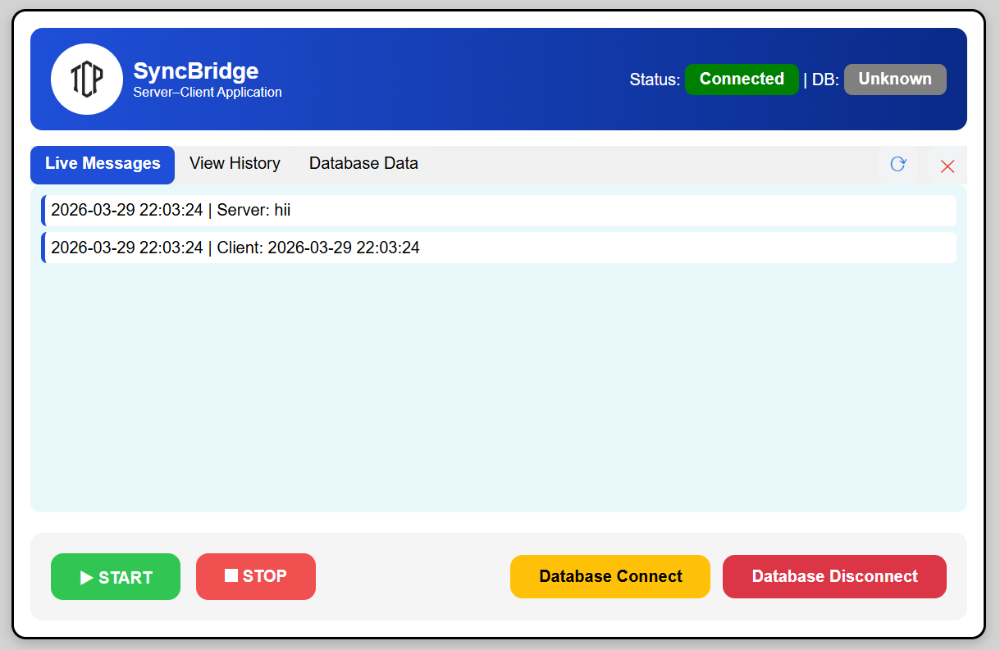 TCP
SyncBridge
Server–Client Application
Status: Connected | DB: Unknown
Live Messages View History Database Data
2026-03-29 22:03:24 | Server: hii
2026-03-29 22:03:24 | Client: 2026-03-29 22:03:24
START STOP Database Connect Database Disconnect